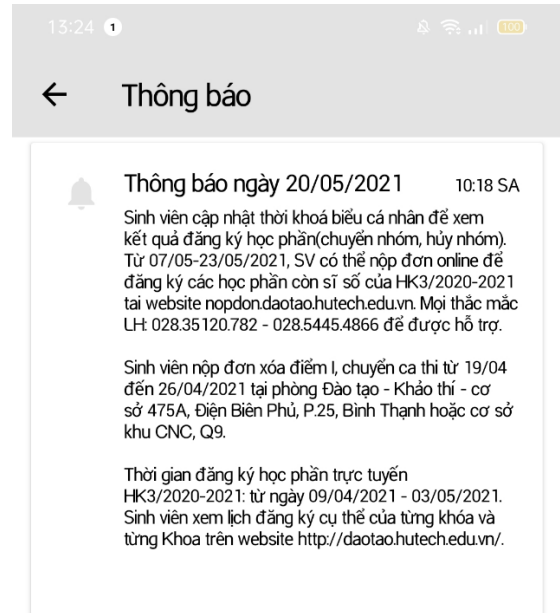 13:24 1 100
Thông báo
Thông báo ngày 20/05/2021 10:18 SA
Sinh viên cập nhật thời khoá biểu cá nhân để xem
kết quả đăng ký học phần(chuyển nhóm, hủy nhóm).
Từ 07/05-23/05/2021, SV có thể nộp đơn online để
đăng ký các học phần còn sĩ số của HK3/2020-2021
tai website nopdon.daotao.hutech.edu.vn. Mọi thắc mắc
LH: 028.35120.782 - 028.5445.4866 để được hỗ trợ.
Sinh viên nộp đơn xóa điểm I, chuyển ca thi từ 19/04
đến 26/04/2021 tại phòng Đào tạo - Khảo thí - cơ
sở 475A, Điện Biên Phủ, P.25, Bình Thạnh hoặc cơ sở
khu CNC, Q9.
Thời gian đăng ký học phần trực tuyến
HK3/2020-2021: từ ngày 09/04/2021 - 03/05/2021.
Sinh viên xem lịch đăng ký cụ thể của từng khóa và
từng Khoa trên website http://daotao.hutech.edu.vn/.